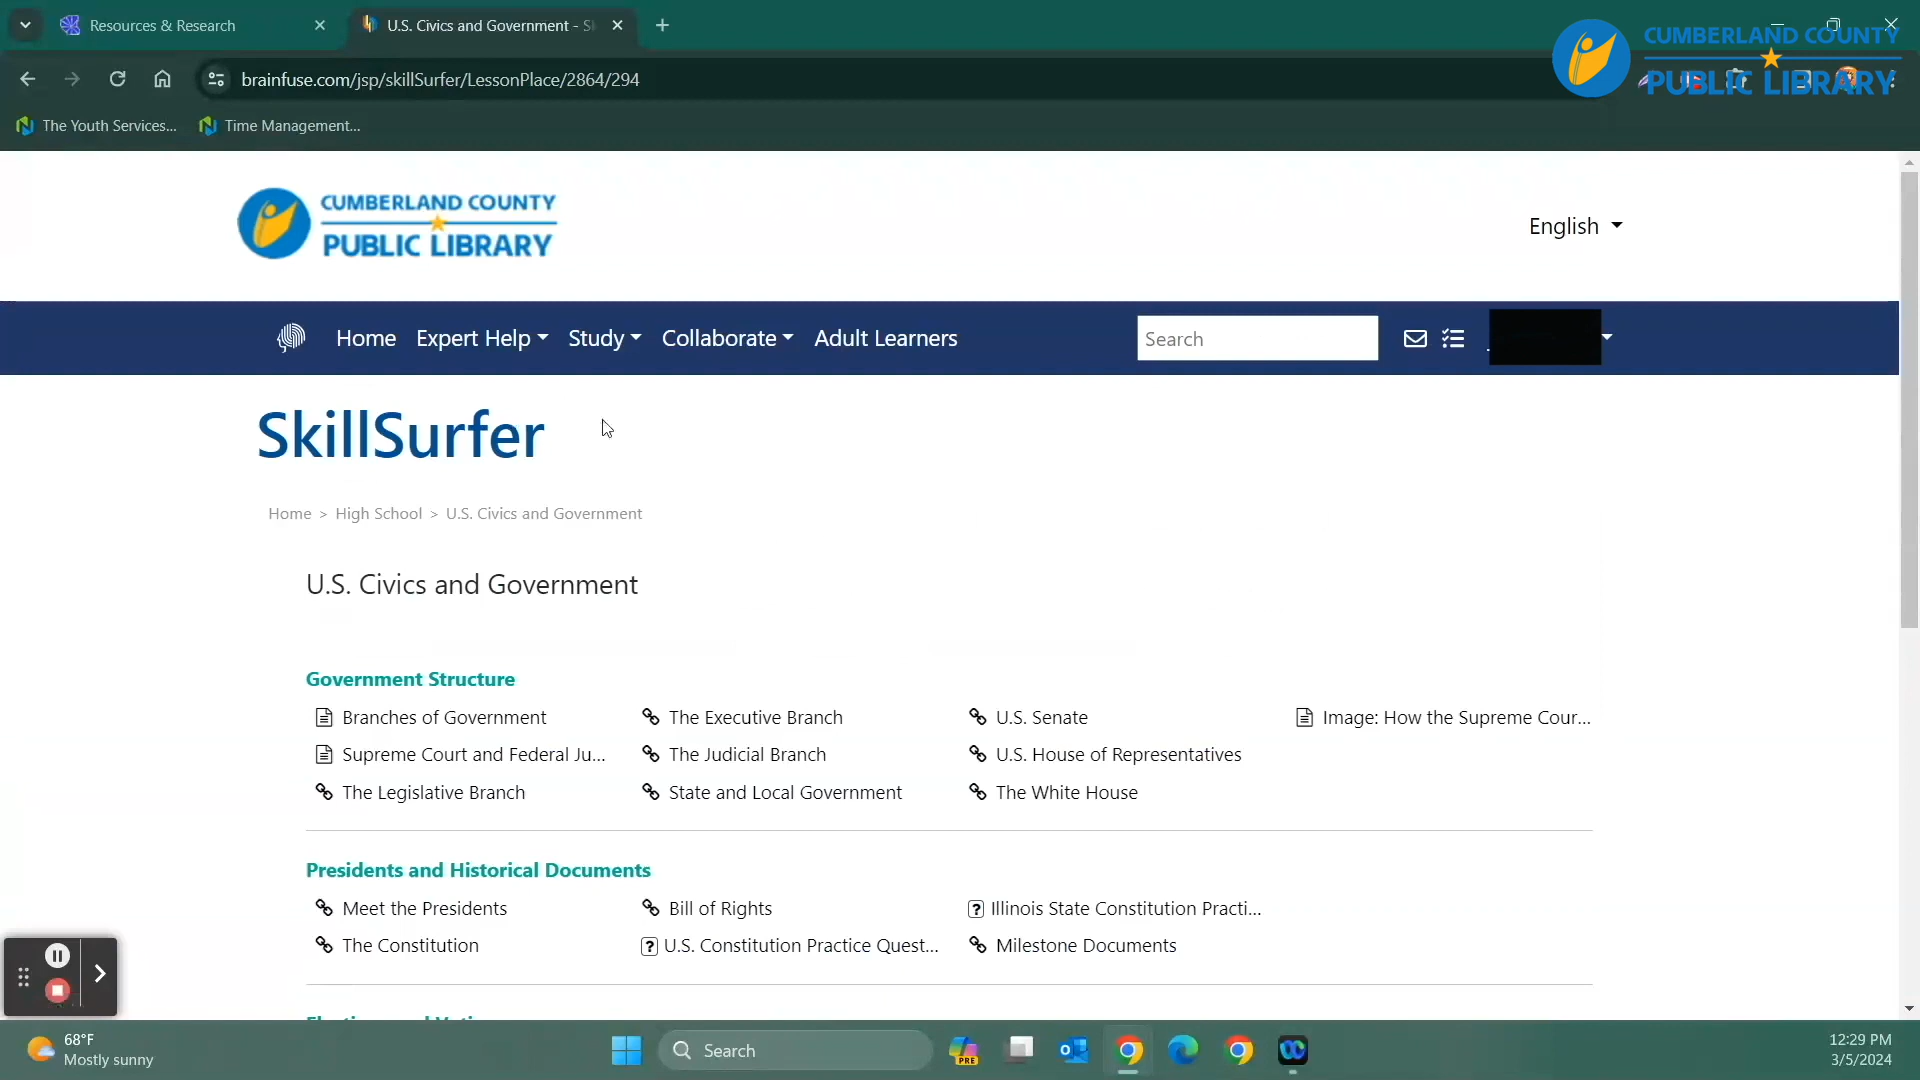 Resources & Research
U.S. Civics and Government - S
CUMBERLAND COUNTY
PUBLIC LIBRARY
brainfuse.com/jsp/skillSurfer/LessonPlace/2864/294
The Youth Services...
Time Management...
CUMBERLAND COUNTY
PUBLIC LIBRARY
English
Home
Expert Help
Study
Collaborate
Adult Learners
Search
SkillSurfer
Home > High School > U.S. Civics and Government
U.S. Civics and Government
Government Structure
Branches of Government
The Executive Branch
U.S. Senate
Image: How the Supreme Cour...
Supreme Court and Federal Ju...
The Judicial Branch
U.S. House of Representatives
The Legislative Branch
State and Local Government
The White House
Presidents and Historical Documents
Meet the Presidents
Bill of Rights
Illinois State Constitution Practi...
The Constitution
U.S. Constitution Practice Quest...
Milestone Documents
68°F
Mostly sunny
Search
PRE
12:29 PM
3/5/2024